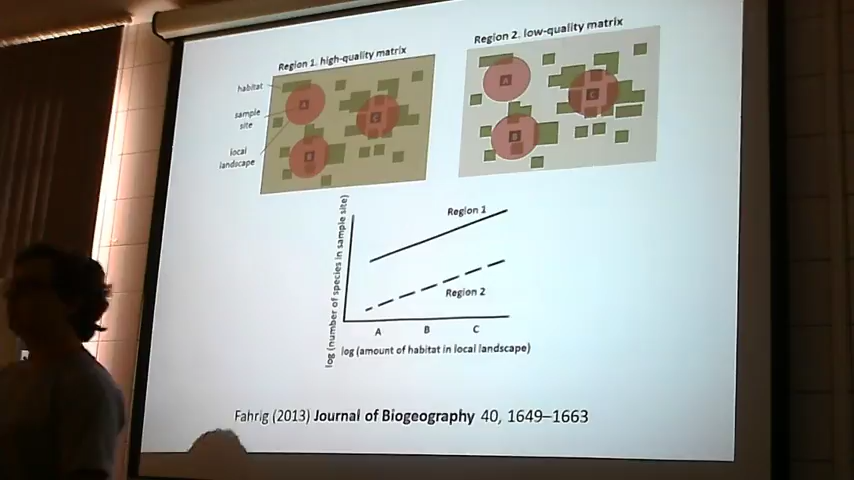 Region 1. high-quality matrix
Region 2. low-quality matrix
habitat
sample
site
local
landscape
A
C
B
A
C
B
log (number of species in sample site)
Region 1
Region 2
A B C
log (amount of habitat in local landscape)
Fahrig (2013) Journal of Biogeography 40, 1649–1663